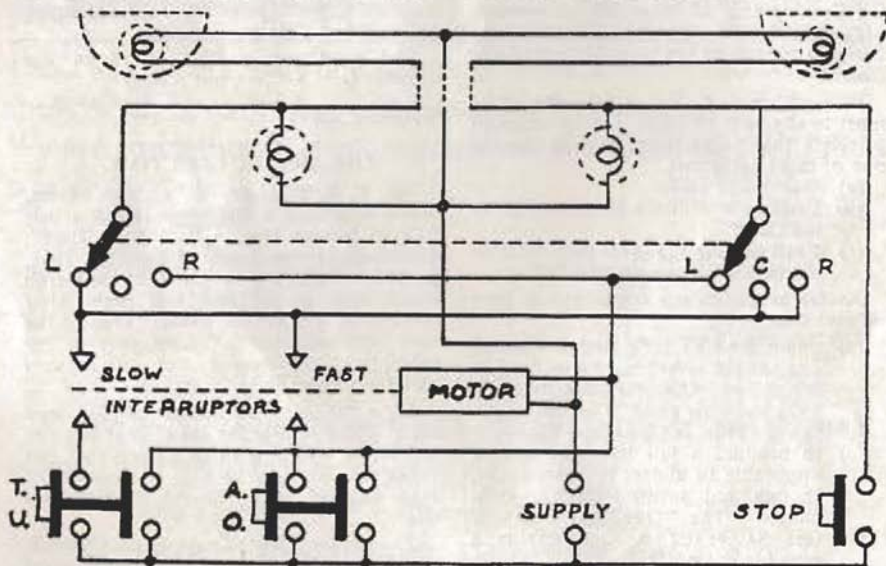 L R L C R
SLOW FAST
MOTOR
INTERRUPTORS
T. A.
U. O. SUPPLY STOP